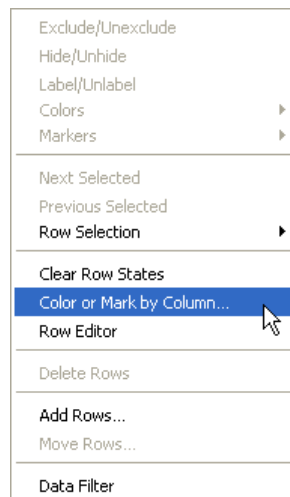 Exclude/Unexclude
Hide/Unhide
Label/Unlabel
Colors
Markers
Next Selected
Previous Selected
Row Selection
Clear Row States
Color or Mark by Column...
Row Editor
Delete Rows
Add Rows...
Move Rows...
Data Filter